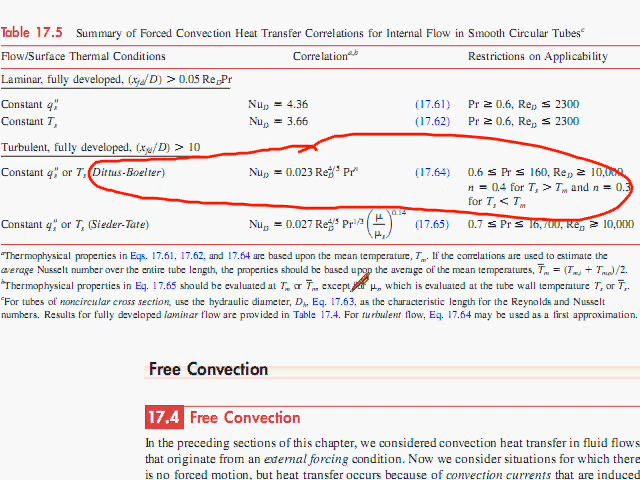 Table 17.5 Summary of Forced Convection Heat Transfer Correlations for Internal Flow in Smooth Circular Tubesᶜ
Flow/Surface Thermal Conditions Correlationᵃ,ᵇ Restrictions on Applicability
Laminar, fully developed, (x_fd/D) > 0.05 Re_D Pr
Constant q″_s Nu_D = 4.36 (17.61) Pr ≥ 0.6, Re_D ≤ 2300
Constant T_s Nu_D = 3.66 (17.62) Pr ≥ 0.6, Re_D ≤ 2300
Turbulent, fully developed, (x_fd/D) > 10
Constant q″_s or T_s (Dittus-Boelter) Nu_D = 0.023 Re_D^4/5 Pr^n (17.64) 0.6 ≤ Pr ≤ 160, Re_D ≥ 10,000
n = 0.4 for T_s > T_m and n = 0.3
for T_s < T_m
Constant q″_s or T_s (Sieder-Tate) Nu_D = 0.027 Re_D^4/5 Pr^1/3 (μ/μ_s)^0.14 (17.65) 0.7 ≤ Pr ≤ 16,700, Re_D ≥ 10,000
ᵃThermophysical properties in Eqs. 17.61, 17.62, and 17.64 are based upon the mean temperature, T_m. If the correlations are used to estimate the
average Nusselt number over the entire tube length, the properties should be based upon the average of the mean temperatures, T̄_m = (T_m,i + T_m,o)/2.
ᵇThermophysical properties in Eq. 17.65 should be evaluated at T_m or T̄_m, except for μ_s, which is evaluated at the tube wall temperature T_s or T̄_s.
ᶜFor tubes of noncircular cross section, use the hydraulic diameter, D_h, Eq. 17.63, as the characteristic length for the Reynolds and Nusselt
numbers. Results for fully developed laminar flow are provided in Table 17.4. For turbulent flow, Eq. 17.64 may be used as a first approximation.
Free Convection
17.4 Free Convection
In the preceding sections of this chapter, we considered convection heat transfer in fluid flows
that originate from an external forcing condition. Now we consider situations for which there
is no forced motion, but heat transfer occurs because of convection currents that are induced